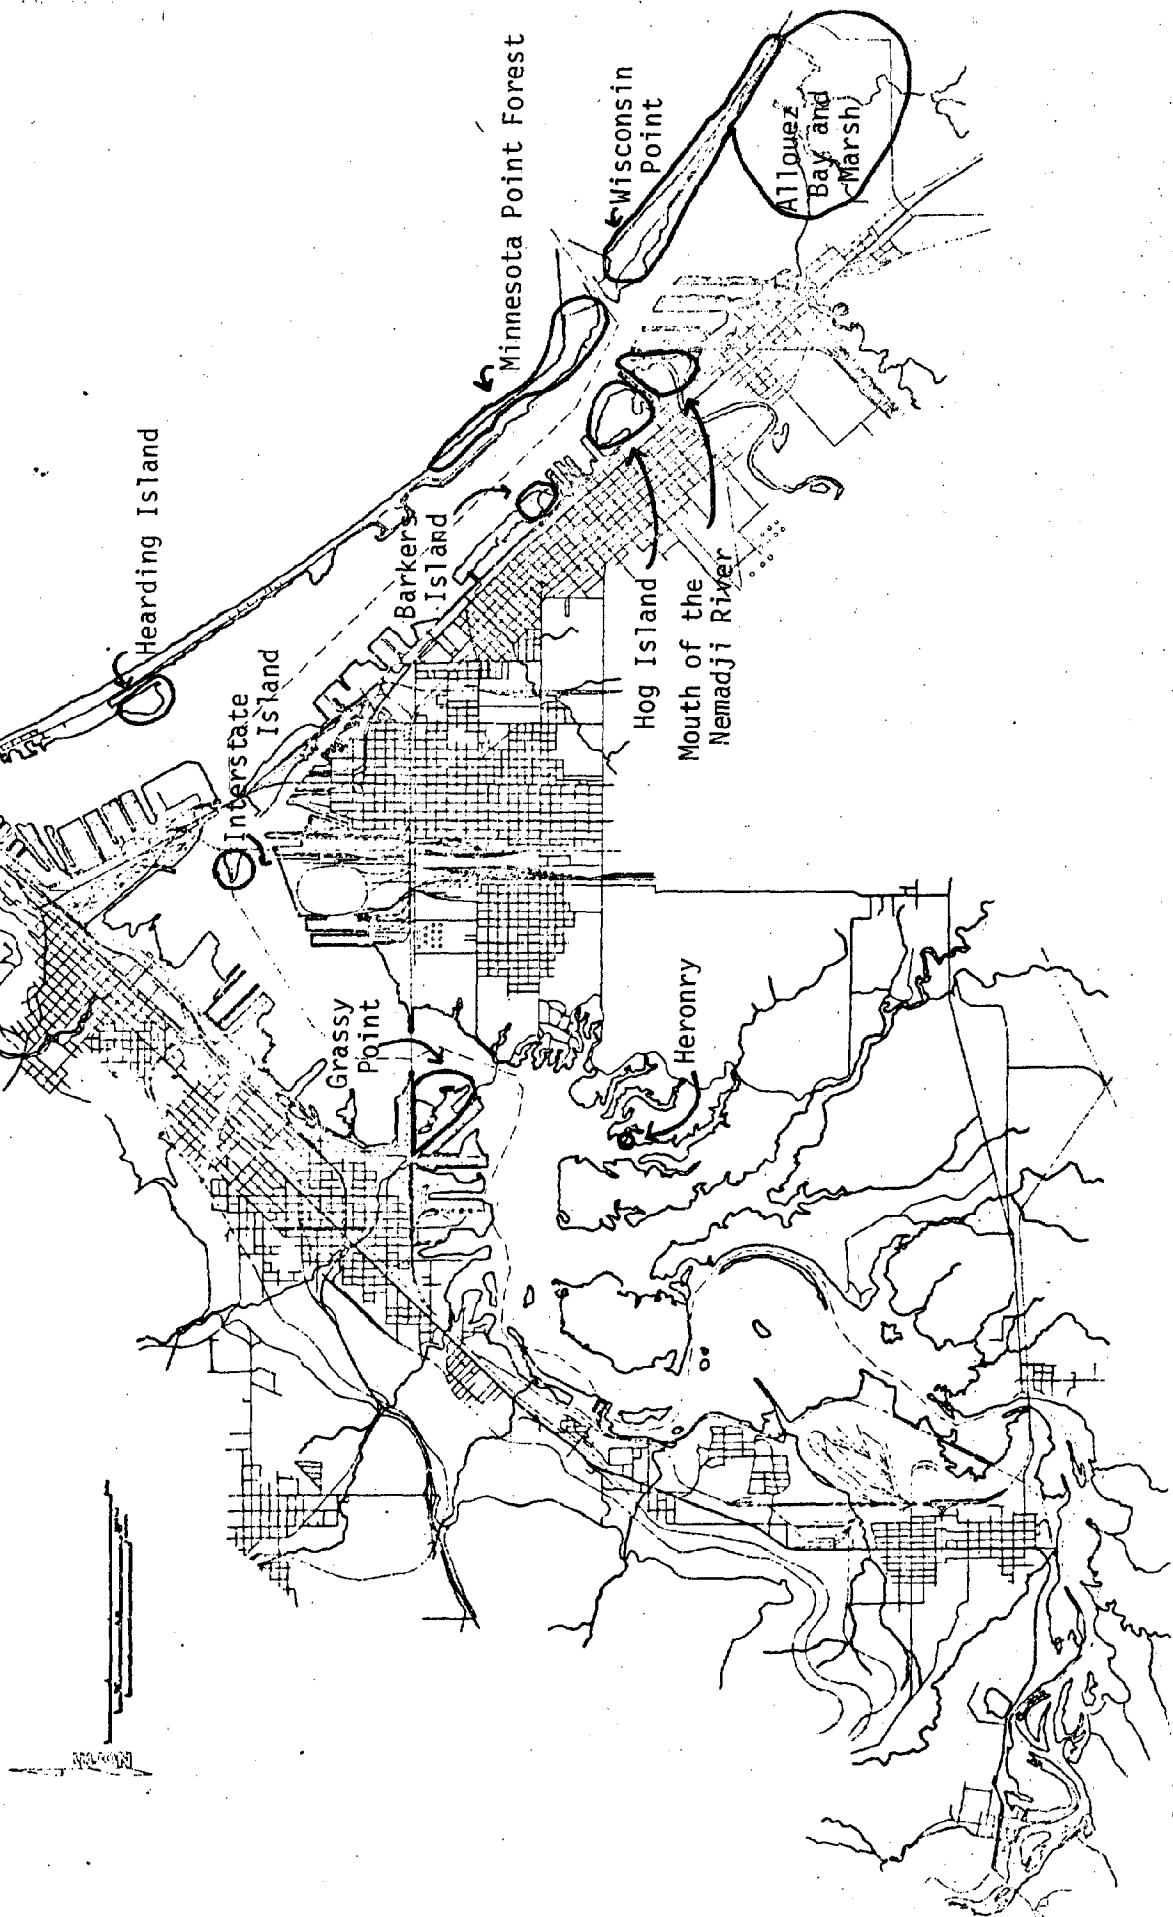 Minnesota Point Forest
Wisconsin
Point
Allouez
Bay and
Marsh
Hearding Island
Barkers
Island
Interstate
Island
Hog Island
Mouth of the
Nemadji River
Grassy
Point
Heronry
NORTH